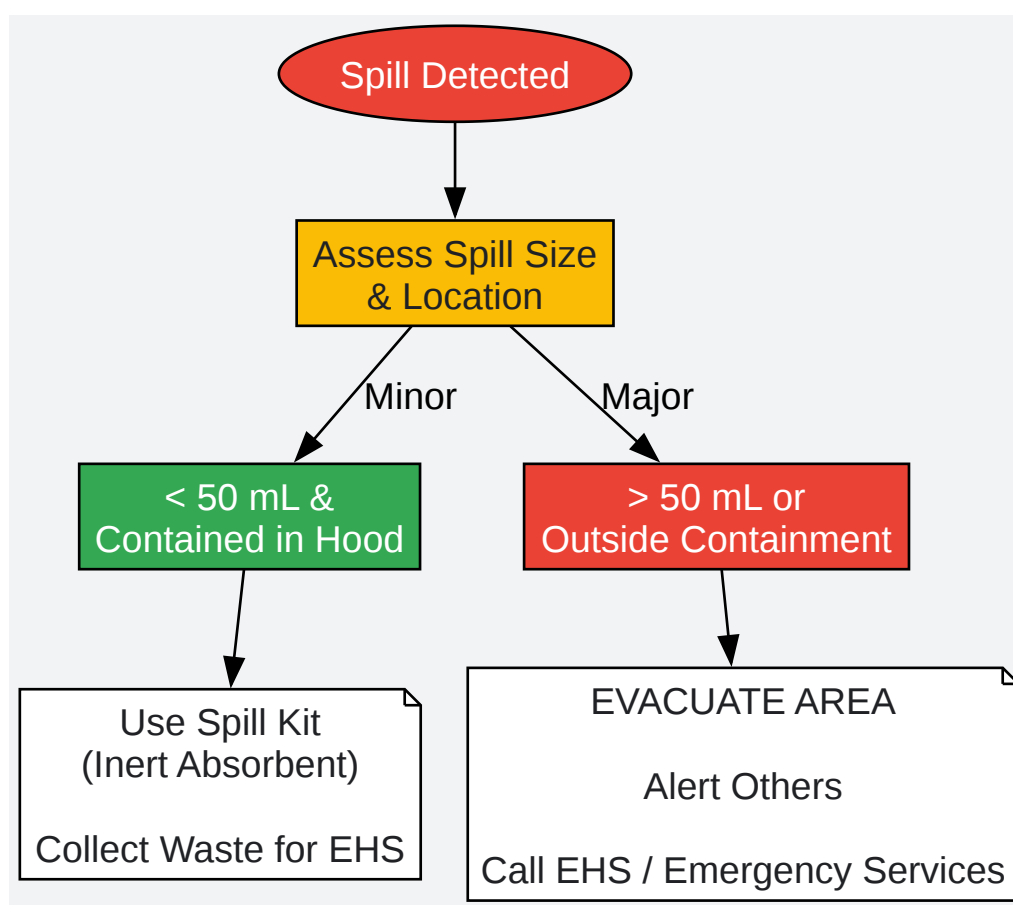 Spill Detected
Assess Spill Size
& Location
Minor
Major
< 50 mL &
Contained in Hood
> 50 mL or
Outside Containment
Use Spill Kit
(Inert Absorbent)
Collect Waste for EHS
EVACUATE AREA
Alert Others
Call EHS / Emergency Services